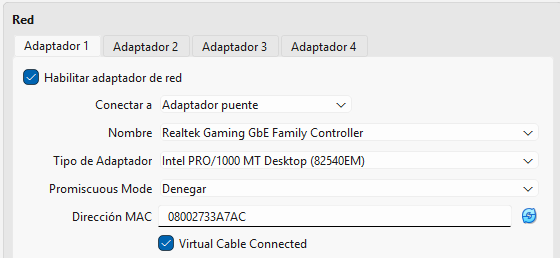 Red
Adaptador 1 Adaptador 2 Adaptador 3 Adaptador 4
Habilitar adaptador de red
Conectar a Adaptador puente
Nombre Realtek Gaming GbE Family Controller
Tipo de Adaptador Intel PRO/1000 MT Desktop (82540EM)
Promiscuous Mode Denegar
Dirección MAC 08002733A7AC
Virtual Cable Connected